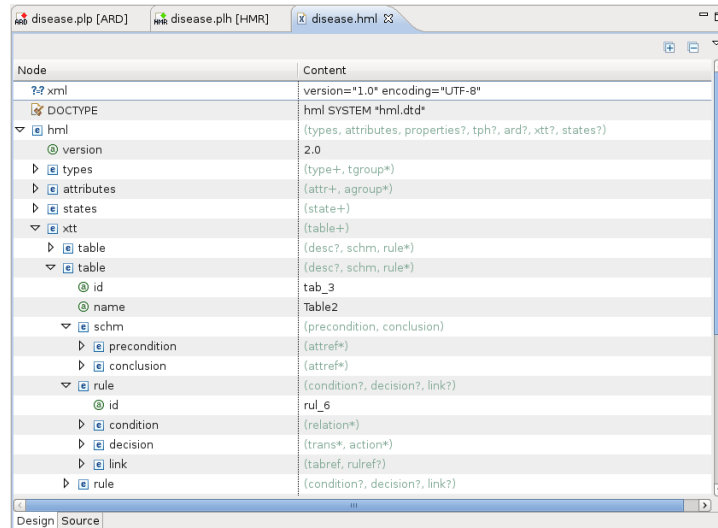 disease.plp [ARD] disease.plh [HMR] disease.hml
Node Content
?-? xml version="1.0" encoding="UTF-8"
DOCTYPE hml SYSTEM "hml.dtd"
e hml (types, attributes, properties?, tph?, ard?, xtt?, states?)
a version 2.0
e types (type+, tgroup*)
e attributes (attr+, agroup*)
e states (state+)
e xtt (table+)
e table (desc?, schm, rule*)
e table (desc?, schm, rule*)
a id tab_3
a name Table2
e schm (precondition, conclusion)
e precondition (attref*)
e conclusion (attref*)
e rule (condition?, decision?, link?)
a id rul_6
e condition (relation*)
e decision (trans*, action*)
e link (tabref, rulref?)
e rule (condition?, decision?, link?)
Design Source